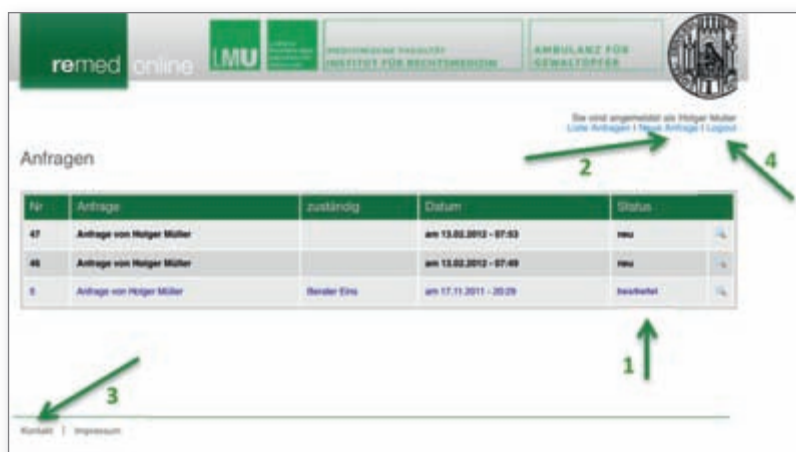 remed online
LMU
MEDIZINISCHE FAKULTÄT
INSTITUT FÜR RECHTSMEDIZIN
AMBULANZ FÜR
GEWALTOPFER
Sie sind angemeldet als Holger Müller
Liste Anfragen | Neue Anfrage | Logout
2
4
Anfragen
Nr Anfrage zuständig Datum Status
47 Anfrage von Holger Müller am 13.02.2012 - 07:53 neu
46 Anfrage von Holger Müller am 13.02.2012 - 07:49 neu
5 Anfrage von Holger Müller Berater Eins am 17.11.2011 - 20:29 bearbeitet
1
3
Kontakt | Impressum